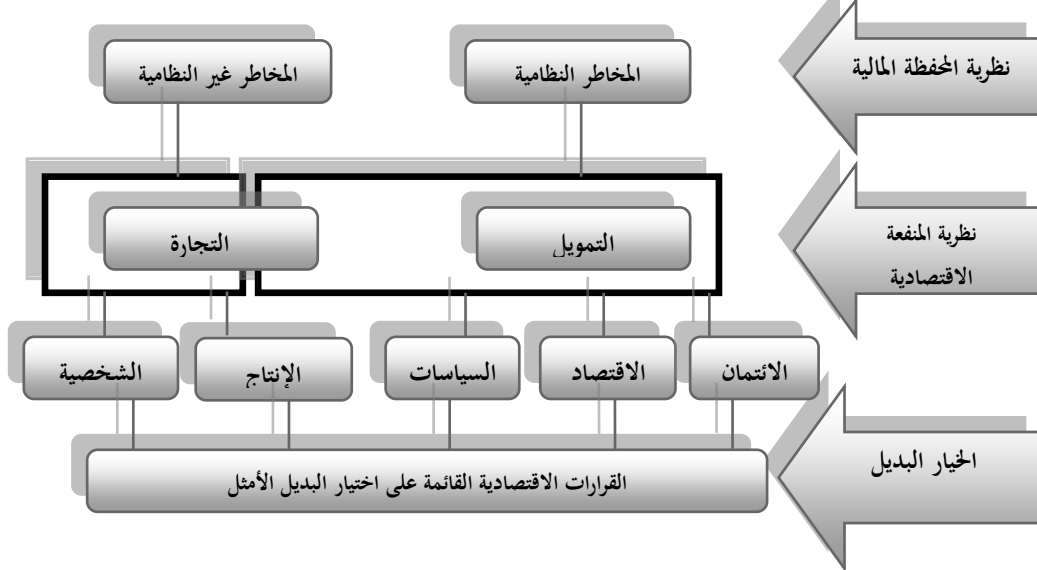 نظرية المحفظة المالية
المخاطر النظامية
المخاطر غير النظامية
نظرية المنفعة
الاقتصادية
التمويل
التجارة
الائتمان
الاقتصاد
السياسات
الإنتاج
الشخصية
الخيار البديل
القرارات الاقتصادية القائمة على اختيار البديل الأمثل